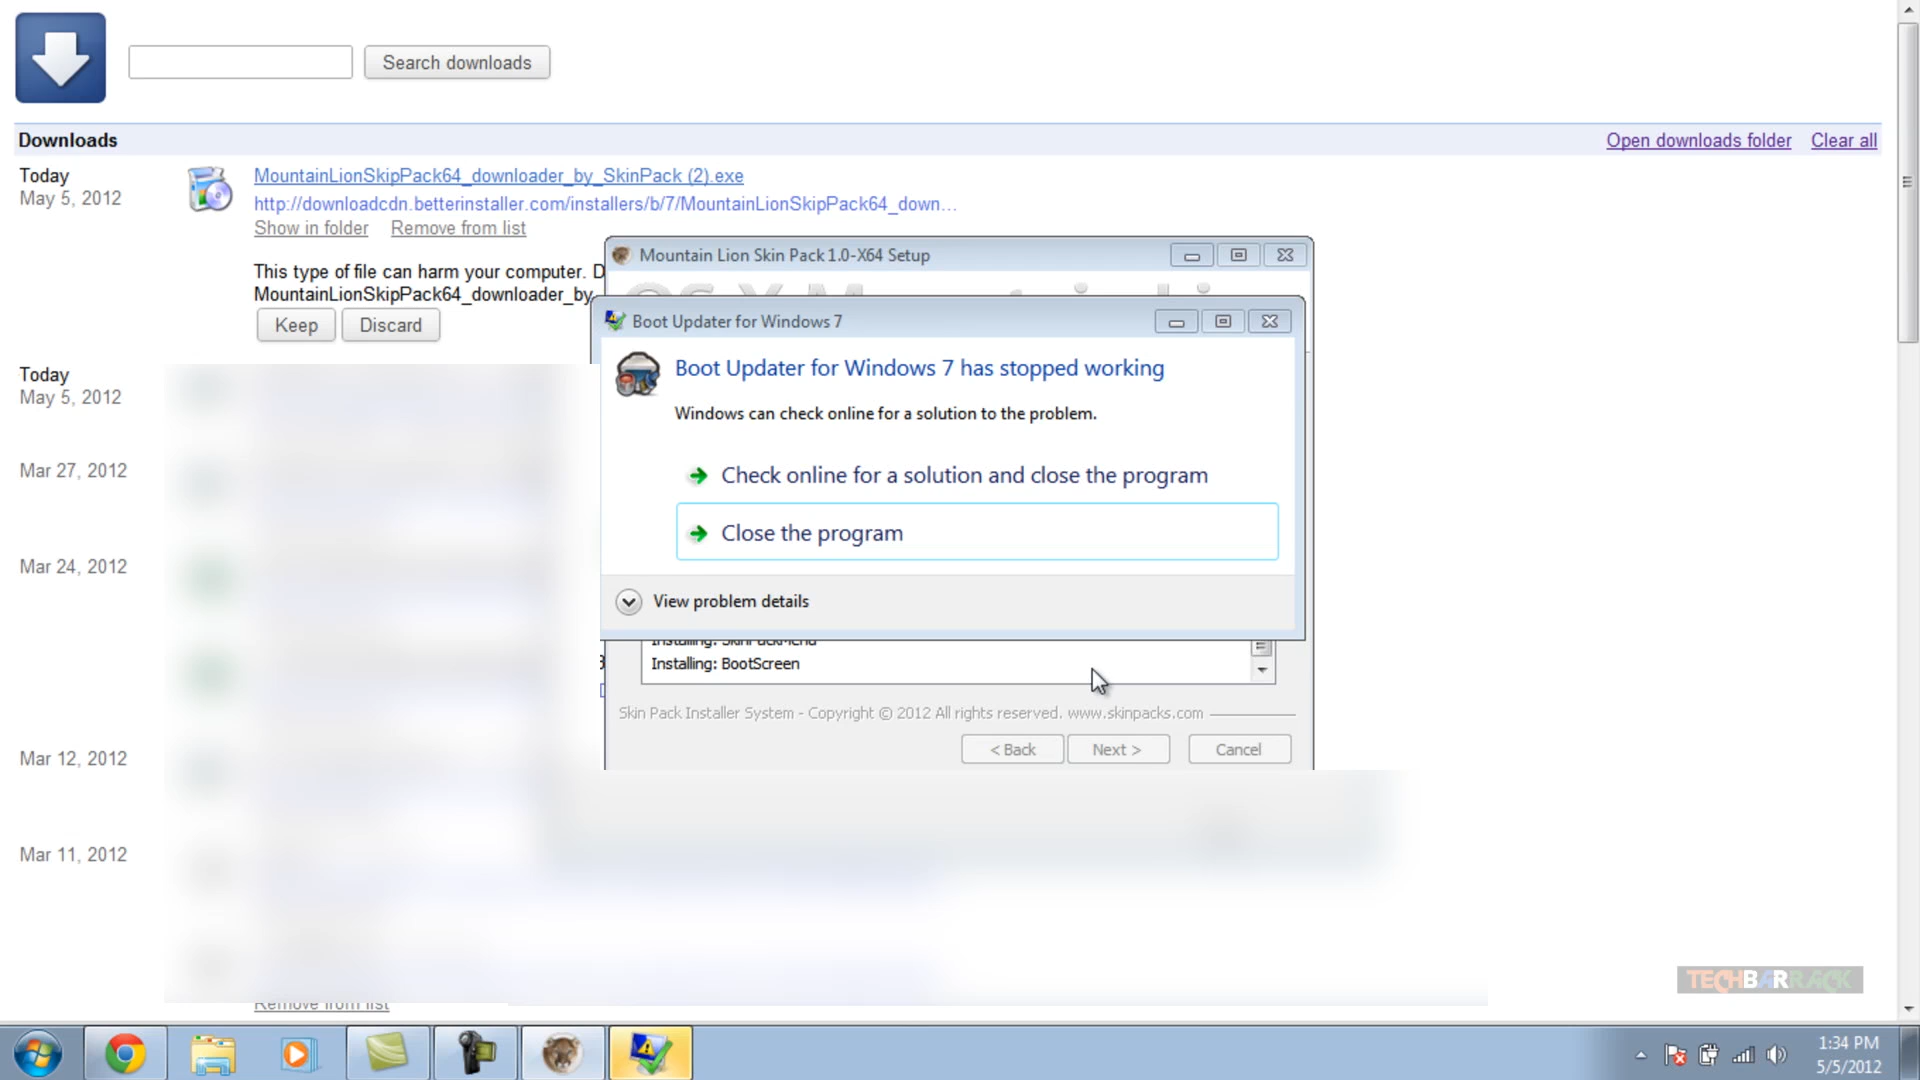 Search downloads
Downloads
Open downloads folder
Clear all
Today
May 5, 2012
MountainLionSkipPack64_downloader_by_SkinPack (2).exe
http://downloadcdn.betterinstaller.com/installers/b/7/MountainLionSkipPack64_down...
Show in folder
Remove from list
This type of file can harm your computer. D
MountainLionSkipPack64_downloader_by_
Keep
Discard
Mountain Lion Skin Pack 1.0-X64 Setup
Boot Updater for Windows 7
Boot Updater for Windows 7 has stopped working
Windows can check online for a solution to the problem.
Check online for a solution and close the program
Close the program
View problem details
Installing: SkinPackMenu
Installing: BootScreen
Skin Pack Installer System - Copyright © 2012 All rights reserved. www.skinpacks.com
< Back
Next >
Cancel
Today
May 5, 2012
Mar 27, 2012
Mar 24, 2012
Mar 12, 2012
Mar 11, 2012
Remove from list
TECHBARRACK
1:34 PM
5/5/2012